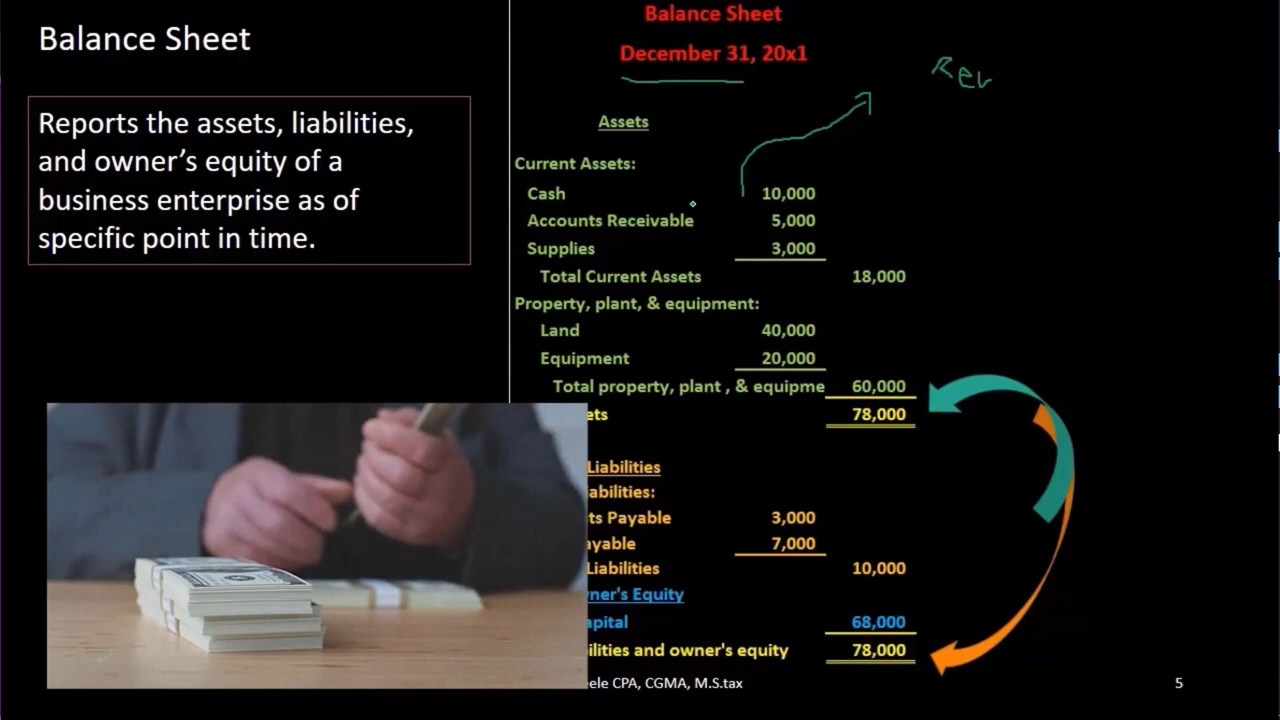 Balance Sheet
Reports the assets, liabilities,
and owner's equity of a
business enterprise as of
specific point in time.
Balance Sheet
December 31, 20x1
Rev
Assets
Current Assets:
Cash 10,000
Accounts Receivable 5,000
Supplies 3,000
Total Current Assets 18,000
Property, plant, & equipment:
Land 40,000
Equipment 20,000
Total property, plant , & equipme 60,000
ets 78,000
Liabilities
abilities:
ts Payable 3,000
ayable 7,000
Liabilities 10,000
ner's Equity
apital 68,000
ilities and owner's equity 78,000
eele CPA, CGMA, M.S.tax
5